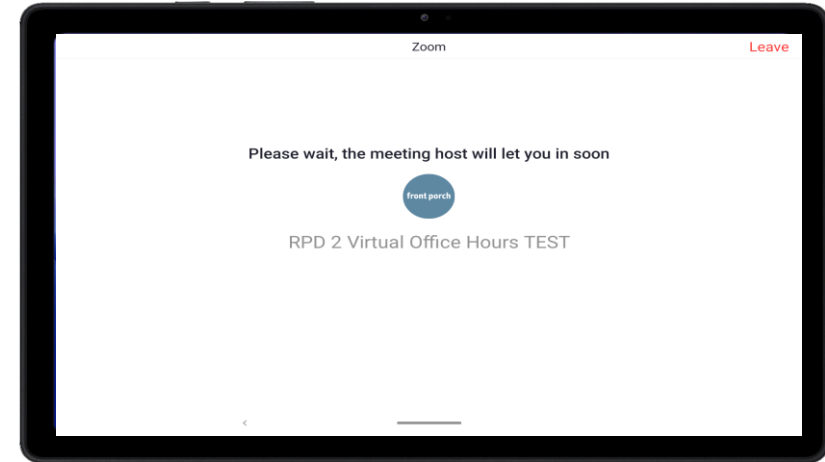 Zoom
Leave
Please wait, the meeting host will let you in soon
front porch
RPD 2 Virtual Office Hours TEST